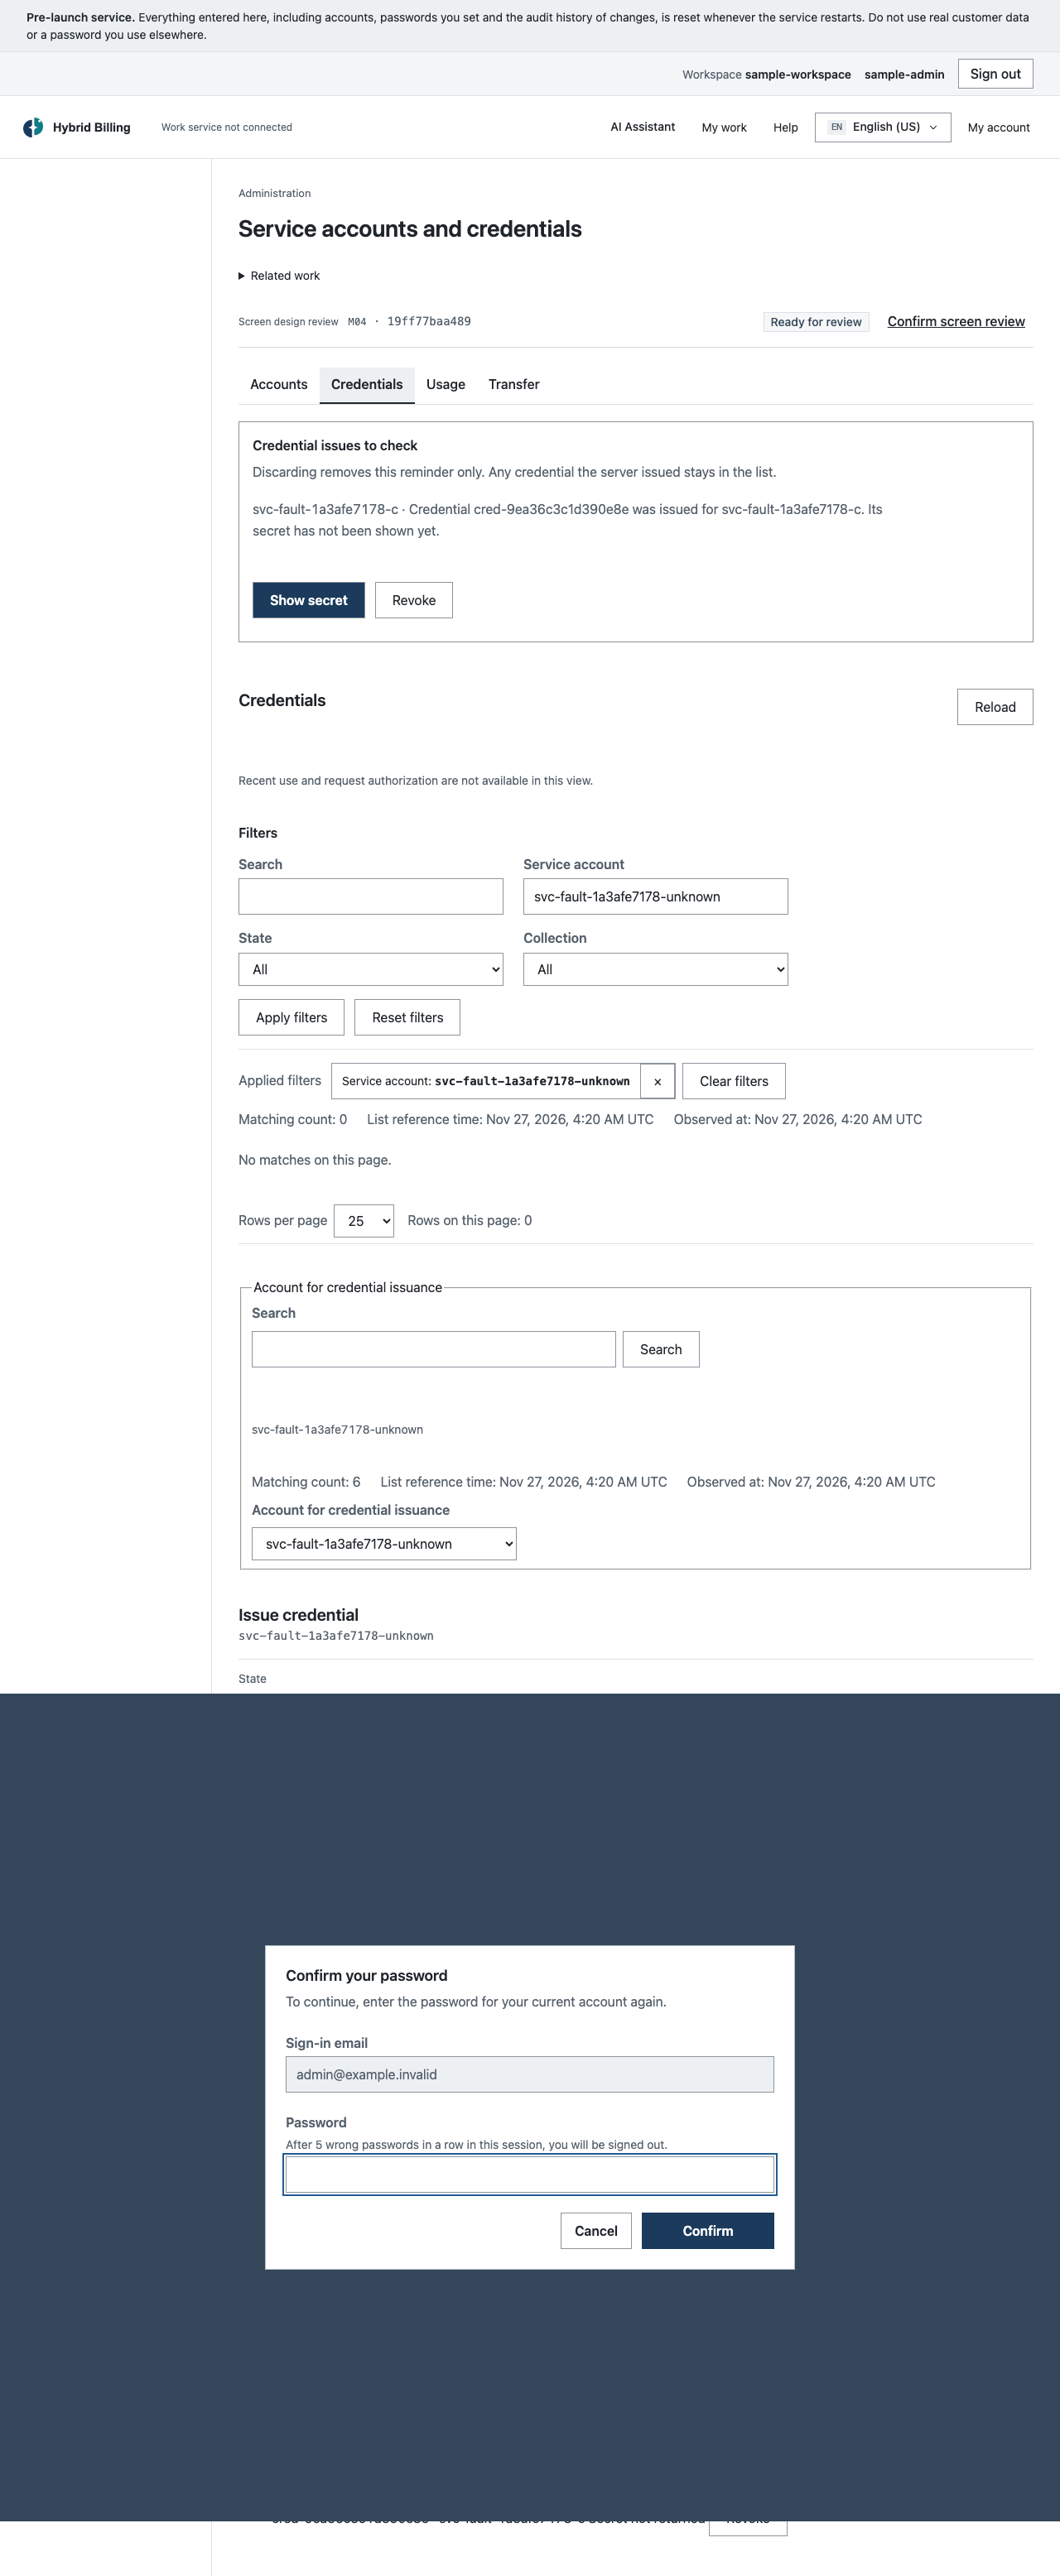 Pre-launch service. Everything entered here, including accounts, passwords you set and the audit history of changes, is reset whenever the service restarts. Do not use real customer data
or a password you use elsewhere.
Workspace sample-workspace sample-admin Sign out
Hybrid Billing Work service not connected AI Assistant My work Help EN English (US) My account
Administration
Service accounts and credentials
Related work
Screen design review M04 · 19ff77baa489 Ready for review Confirm screen review
Accounts Credentials Usage Transfer
Credential issues to check
Discarding removes this reminder only. Any credential the server issued stays in the list.
svc-fault-1a3afe7178-c · Credential cred-9ea36c3c1d390e8e was issued for svc-fault-1a3afe7178-c. Its
secret has not been shown yet.
Show secret Revoke
Credentials Reload
Recent use and request authorization are not available in this view.
Filters
Search Service account
svc-fault-1a3afe7178-unknown
State Collection
All All
Apply filters Reset filters
Applied filters Service account: svc-fault-1a3afe7178-unknown × Clear filters
Matching count: 0 List reference time: Nov 27, 2026, 4:20 AM UTC Observed at: Nov 27, 2026, 4:20 AM UTC
No matches on this page.
Rows per page 25 Rows on this page: 0
Account for credential issuance
Search
Search
svc-fault-1a3afe7178-unknown
Matching count: 6 List reference time: Nov 27, 2026, 4:20 AM UTC Observed at: Nov 27, 2026, 4:20 AM UTC
Account for credential issuance
svc-fault-1a3afe7178-unknown
Issue credential
svc-fault-1a3afe7178-unknown
State
Confirm your password
To continue, enter the password for your current account again.
Sign-in email
admin@example.invalid
Password
After 5 wrong passwords in a row in this session, you will be signed out.
Cancel Confirm